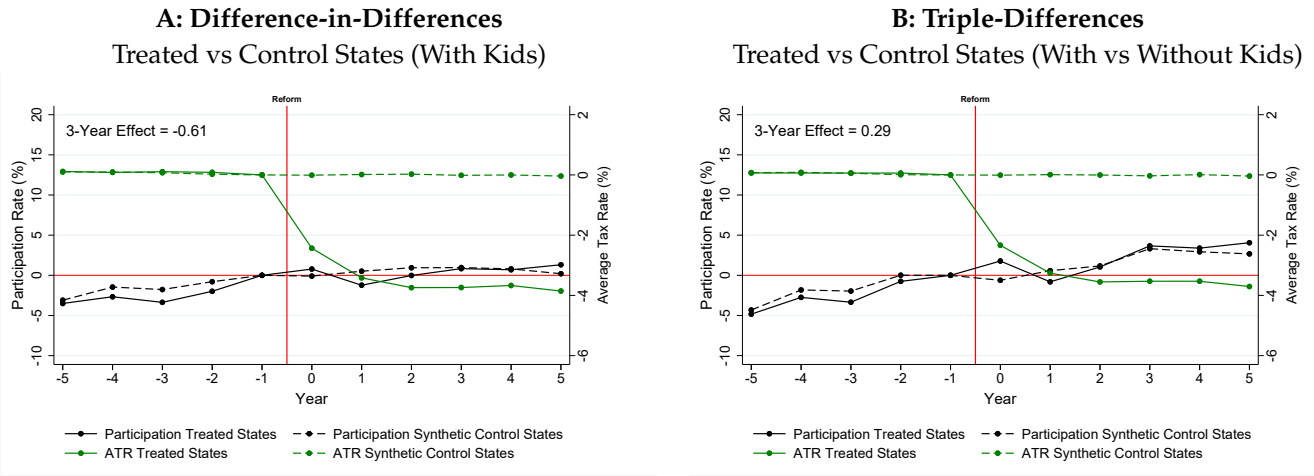 A: Difference-in-Differences
Treated vs Control States (With Kids)
Reform
3-Year Effect = -0.61
Participation Rate (%)
20
15
10
5
0
-5
-10
Average Tax Rate (%)
2
0
-2
-4
-6
-5 -4 -3 -2 -1 0 1 2 3 4 5
Year
Participation Treated States
Participation Synthetic Control States
ATR Treated States
ATR Synthetic Control States
B: Triple-Differences
Treated vs Control States (With vs Without Kids)
Reform
3-Year Effect = 0.29
Participation Rate (%)
20
15
10
5
0
-5
-10
Average Tax Rate (%)
2
0
-2
-4
-6
-5 -4 -3 -2 -1 0 1 2 3 4 5
Year
Participation Treated States
Participation Synthetic Control States
ATR Treated States
ATR Synthetic Control States